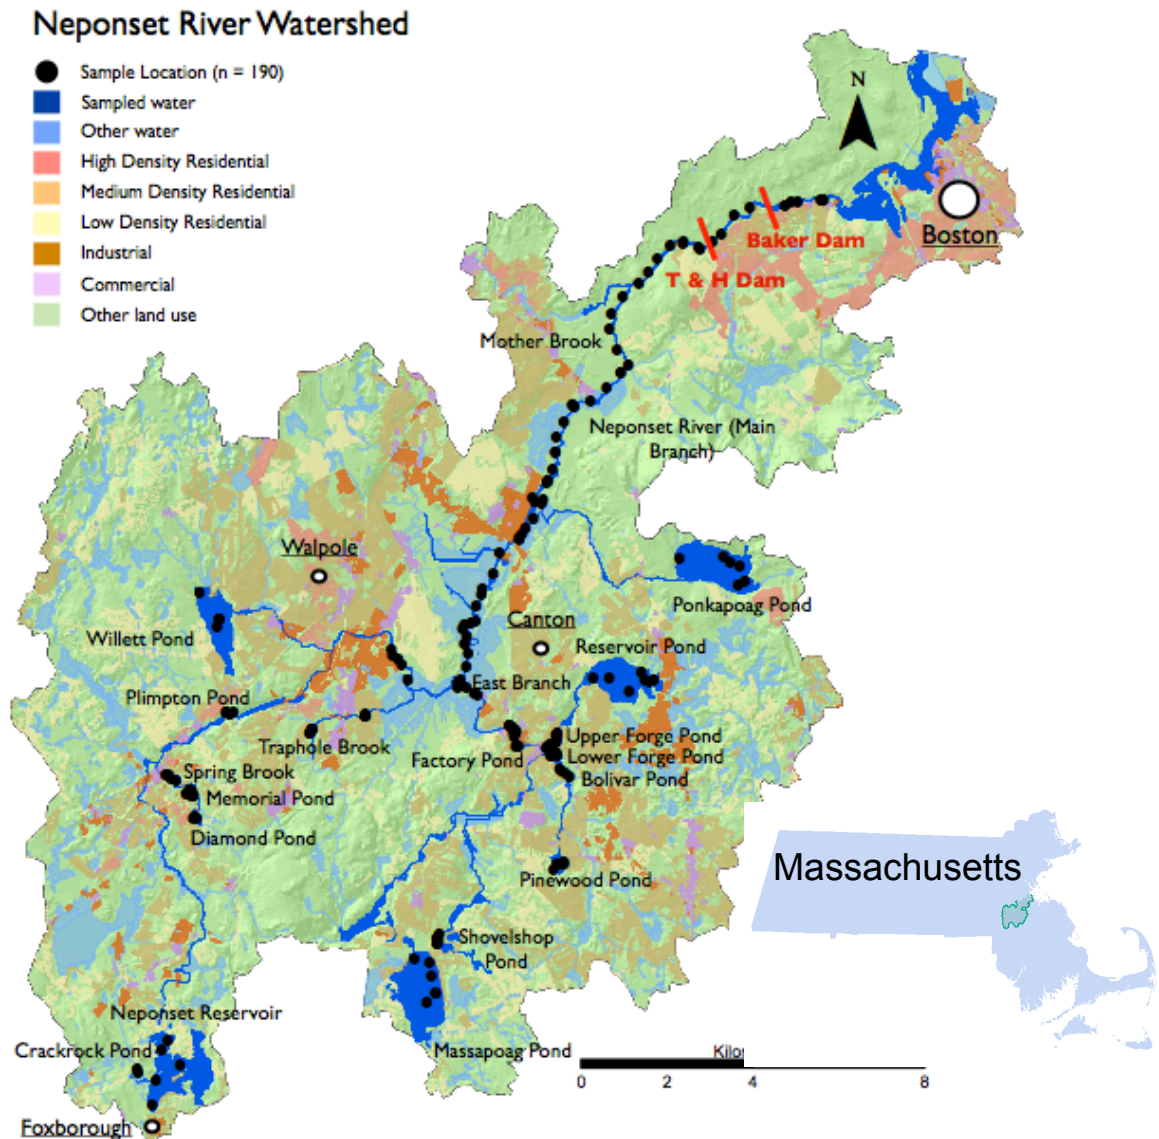 Neponset River Watershed
Sample Location (n = 190)
Sampled water
Other water
High Density Residential
Medium Density Residential
Low Density Residential
Industrial
Commercial
Other land use
N
Boston
Baker Dam
T & H Dam
Mother Brook
Neponset River (Main
Branch)
Walpole
Ponkapoag Pond
Canton
Willett Pond
Reservoir Pond
East Branch
Plimpton Pond
Traphole Brook
Upper Forge Pond
Factory Pond
Lower Forge Pond
Spring Brook
Bolivar Pond
Memorial Pond
Diamond Pond
Massachusetts
Pinewood Pond
Shovelshop
Pond
Neponset Reservoir
Crackrock Pond
Massapoag Pond
0 2 4 8
Foxborough